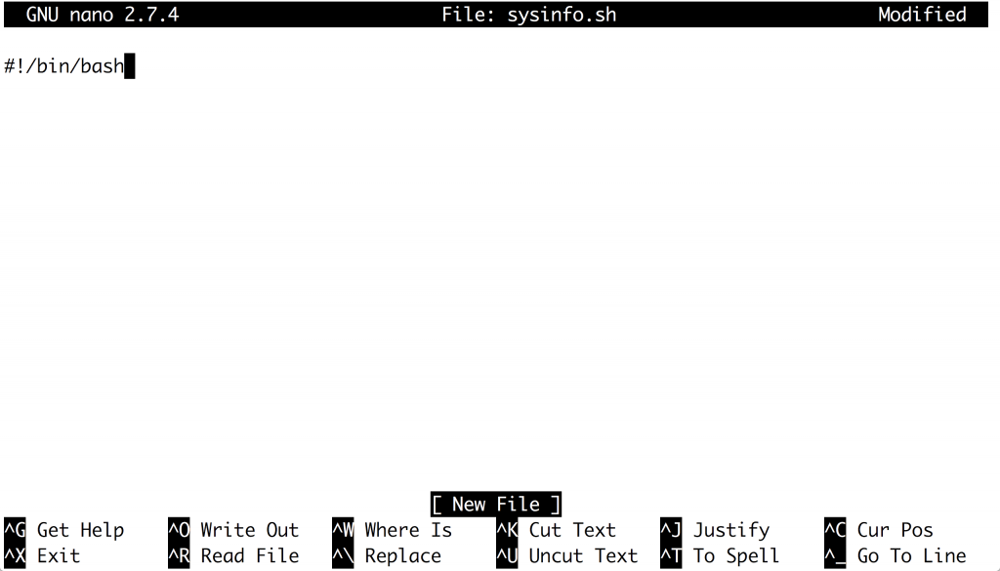 GNU nano 2.7.4 File: sysinfo.sh Modified
#!/bin/bash
[ New File ]
^G Get Help ^O Write Out ^W Where Is ^K Cut Text ^J Justify ^C Cur Pos
^X Exit ^R Read File ^\ Replace ^U Uncut Text ^T To Spell ^_ Go To Line